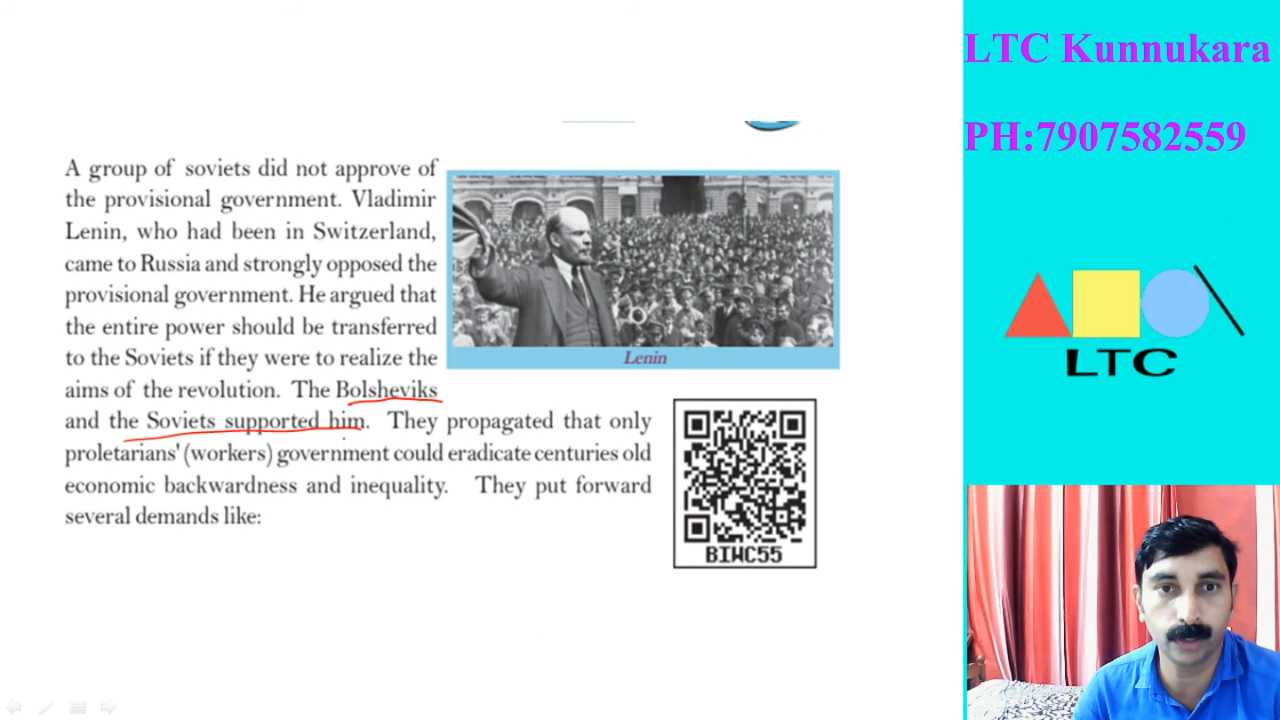 LTC Kunnukara
PH:7907582559
A group of soviets did not approve of
the provisional government. Vladimir
Lenin, who had been in Switzerland,
came to Russia and strongly opposed the
provisional government. He argued that
the entire power should be transferred
to the Soviets if they were to realize the
aims of the revolution. The Bolsheviks
and the Soviets supported him. They propagated that only
proletarians' (workers) government could eradicate centuries old
economic backwardness and inequality. They put forward
several demands like:
Lenin
BIWC55
LTC